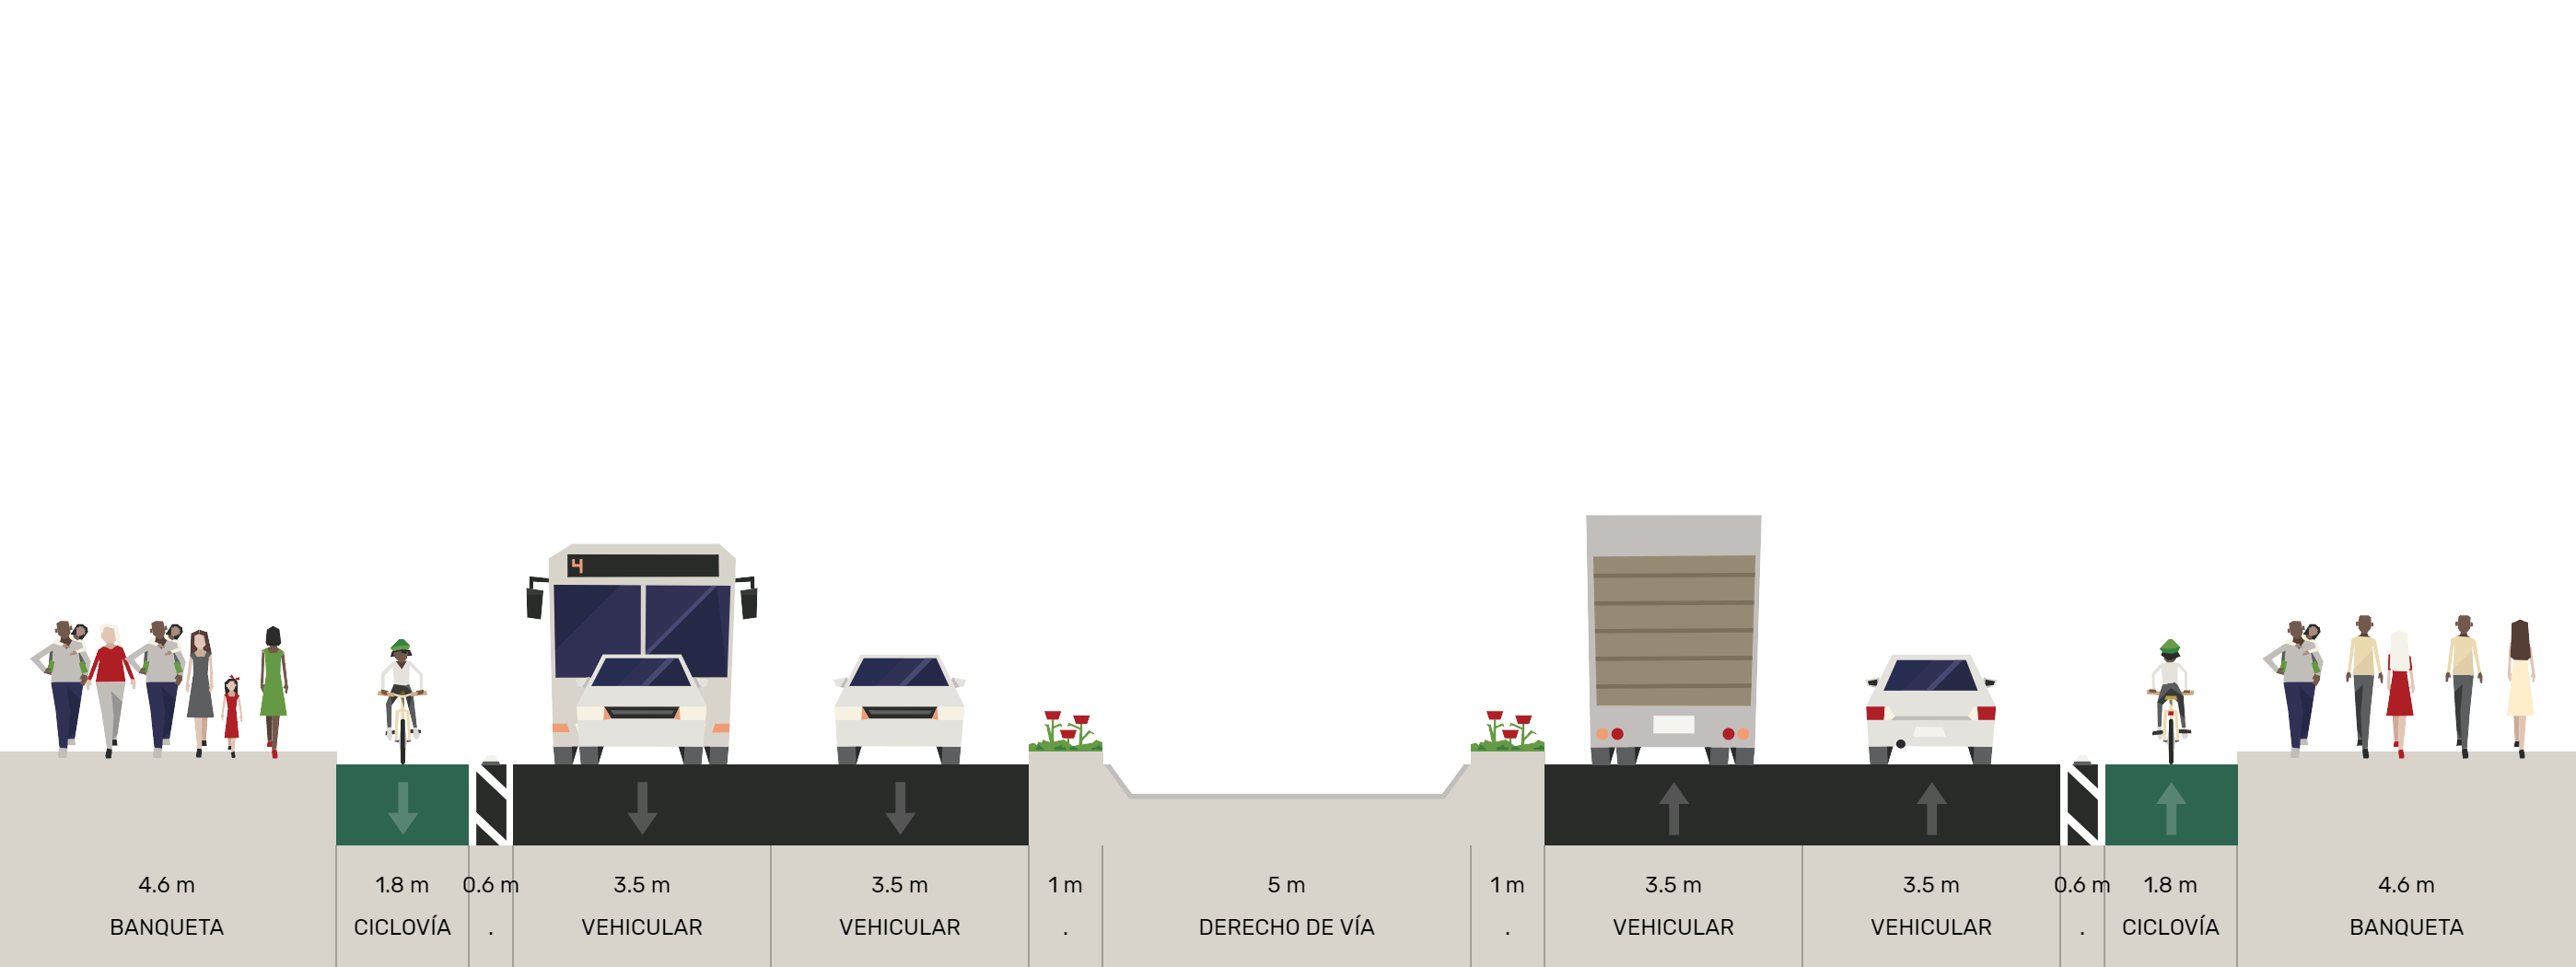 4
4.6 m 1.8 m 0.6 m 3.5 m 3.5 m 1 m 5 m 1 m 3.5 m 3.5 m 0.6 m 1.8 m 4.6 m
BANQUETA CICLOVÍA . VEHICULAR VEHICULAR . DERECHO DE VÍA . VEHICULAR VEHICULAR . CICLOVÍA BANQUETA